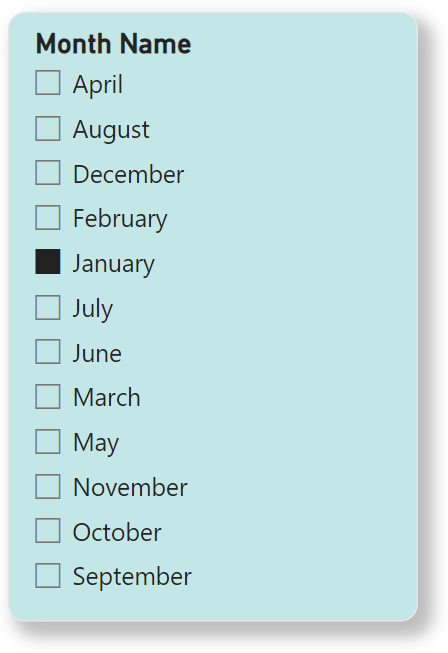 Month Name
April
August
December
February
January
July
June
March
May
November
October
September